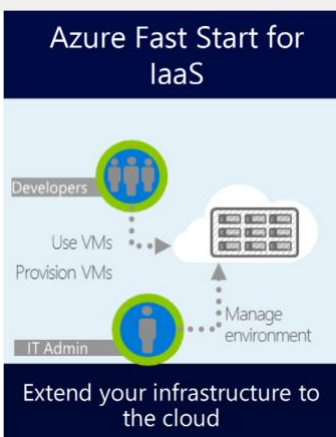 Azure Fast Start for
IaaS
Developers
Use VMs
Provision VMs
Manage
environment
IT Admin
Extend your infrastructure to
the cloud